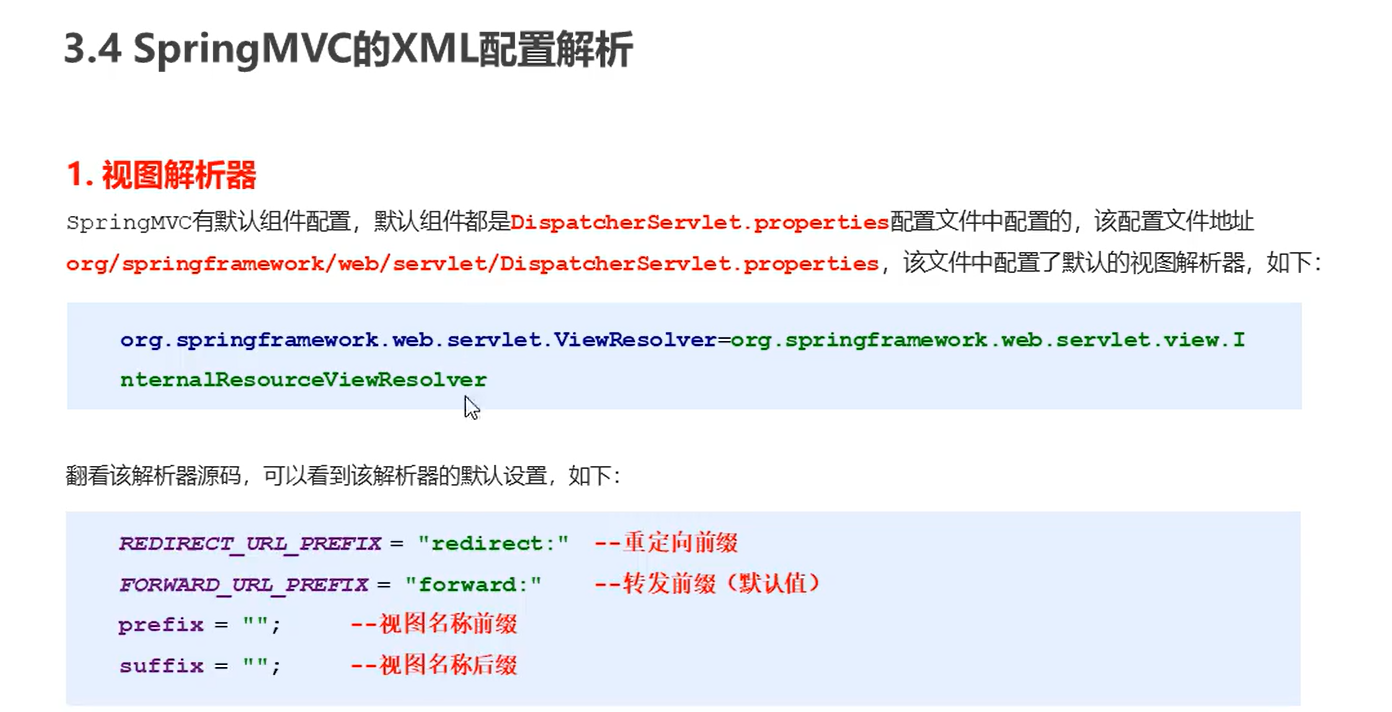 3.4 SpringMVC的XML配置解析
1. 视图解析器
SpringMVC有默认组件配置，默认组件都是DispatcherServlet.properties配置文件中配置的，该配置文件地址
org/springframework/web/servlet/DispatcherServlet.properties，该文件中配置了默认的视图解析器，如下：
org.springframework.web.servlet.ViewResolver=org.springframework.web.servlet.view.I
nternalResourceViewResolver
翻看该解析器源码，可以看到该解析器的默认设置，如下：
REDIRECT_URL_PREFIX = "redirect:" --重定向前缀
FORWARD_URL_PREFIX = "forward:" --转发前缀（默认值）
prefix = ""; --视图名称前缀
suffix = ""; --视图名称后缀